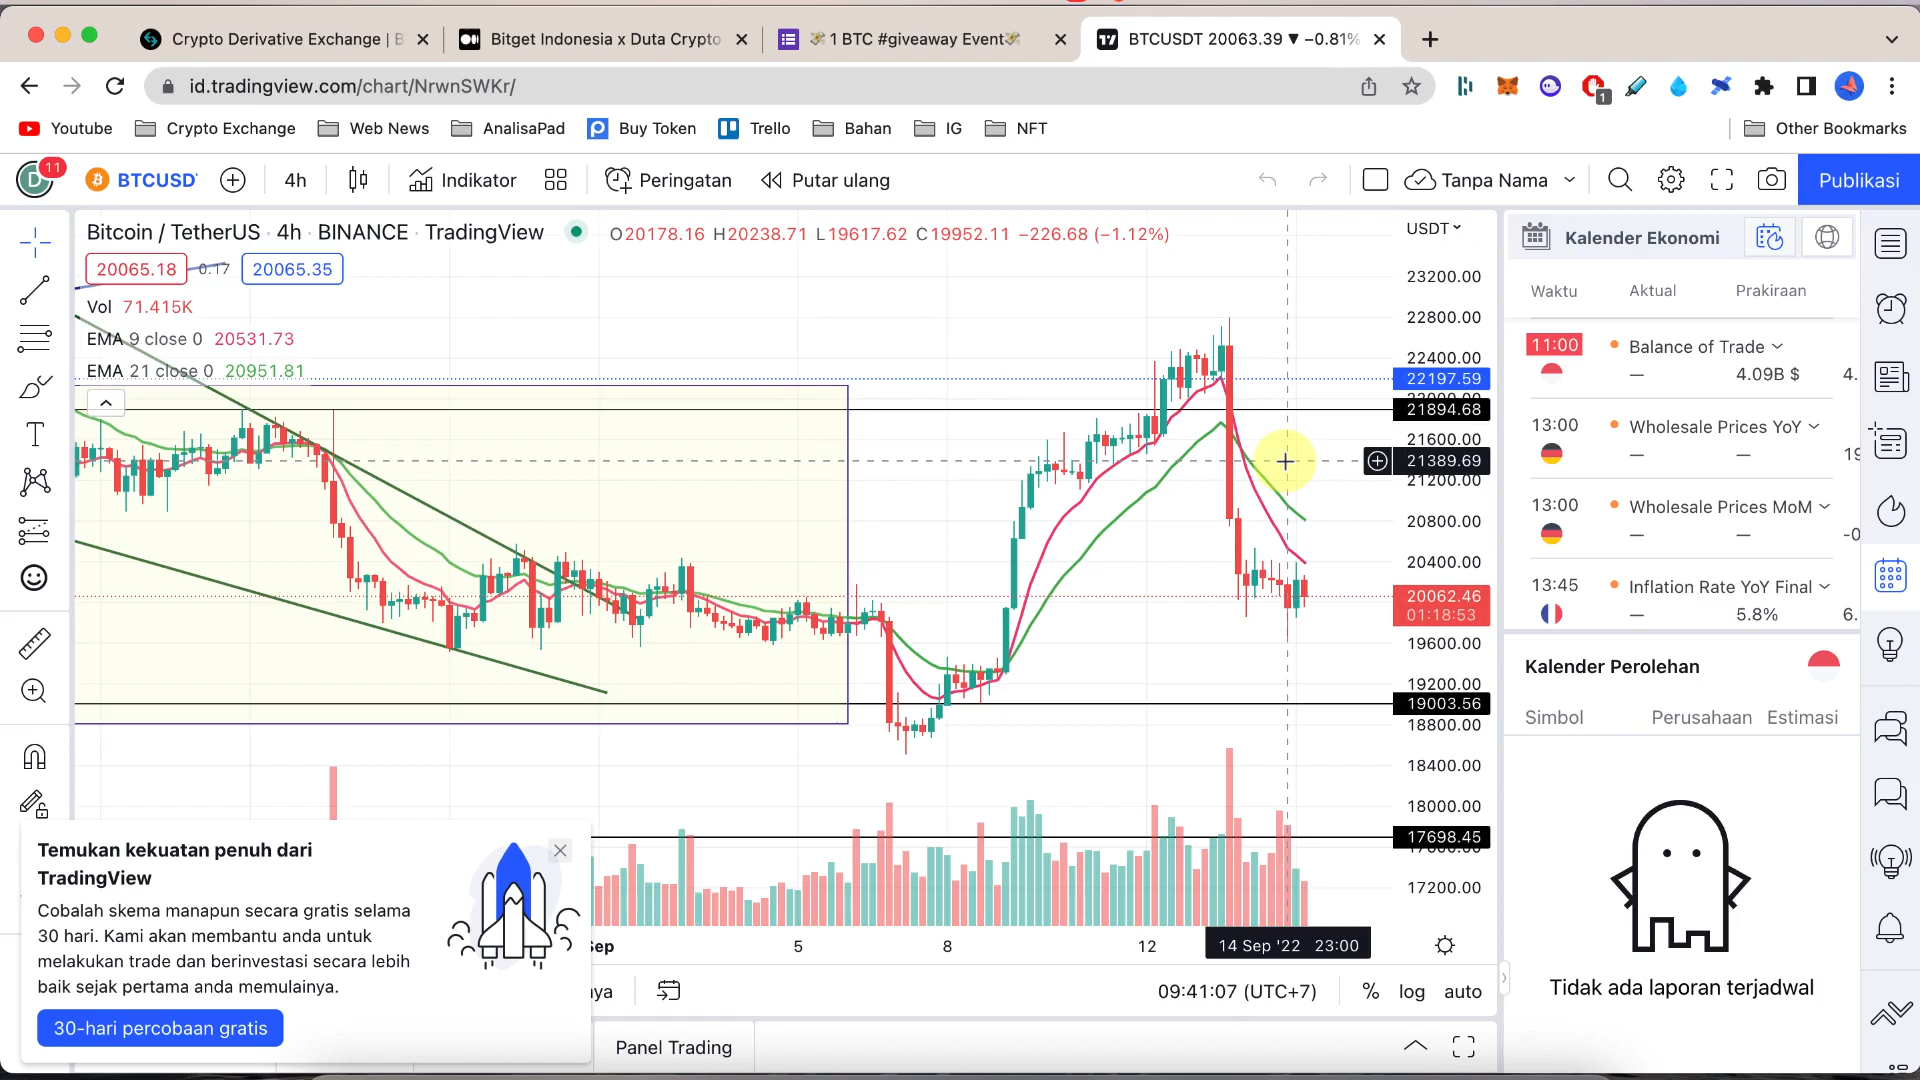 Crypto Derivative Exchange | B
Bitget Indonesia x Duta Crypto
1 BTC #giveaway Event
BTCUSDT 20063.39 ▼ −0.81%
id.tradingview.com/chart/NrwnSWKr/
1
Youtube
Crypto Exchange
Web News
AnalisaPad
Buy Token
Trello
Bahan
IG
NFT
Other Bookmarks
D
11
BTCUSD
4h
Indikator
Peringatan
Putar ulang
Tanpa Nama
Publikasi
Bitcoin / TetherUS · 4h · BINANCE · TradingView
O20178.16 H20238.71 L19617.62 C19952.11 −226.68 (−1.12%)
20065.18
0.17
20065.35
Vol 71.415K
EMA 9 close 0 20531.73
EMA 21 close 0 20951.81
USDT
23200.00
22800.00
22400.00
22197.59
22000.00
21894.68
21600.00
21389.69
21200.00
20800.00
20400.00
20062.46
01:18:53
19600.00
19200.00
19003.56
18800.00
18400.00
18000.00
17698.45
17600.00
17200.00
Sep
5
8
12
14 Sep '22 23:00
09:41:07 (UTC+7)
%
log
auto
Panel Trading
Temukan kekuatan penuh dari
TradingView
Cobalah skema manapun secara gratis selama
30 hari. Kami akan membantu anda untuk
melakukan trade dan berinvestasi secara lebih
baik sejak pertama anda memulainya.
30-hari percobaan gratis
Kalender Ekonomi
Waktu
Aktual
Prakiraan
11:00
Balance of Trade
—
4.09B $
4.
13:00
Wholesale Prices YoY
—
—
19
13:00
Wholesale Prices MoM
—
—
-0
13:45
Inflation Rate YoY Final
—
5.8%
6.
Kalender Perolehan
Simbol
Perusahaan
Estimasi
Tidak ada laporan terjadwal